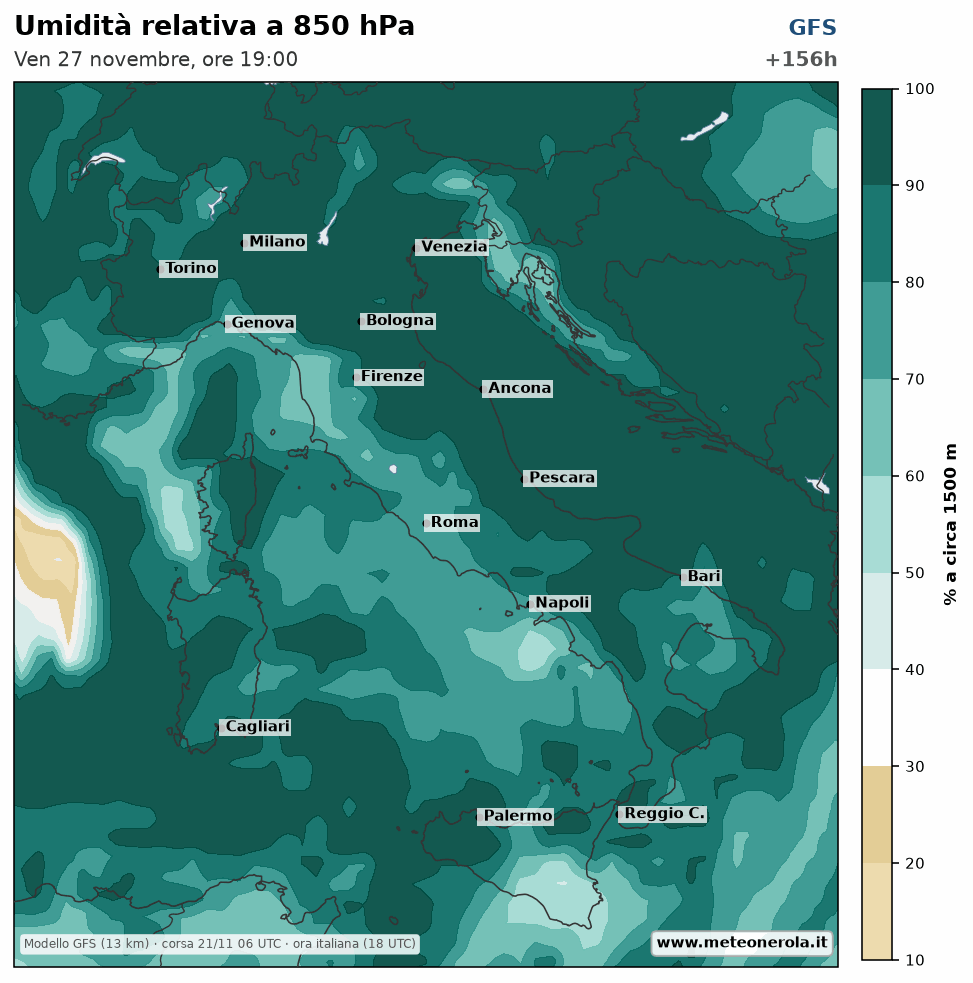 Umidità relativa a 850 hPa
GFS
Ven 27 novembre, ore 19:00
+156h
100
90
80
70
60
50
40
30
20
10
% a circa 1500 m
Milano
Venezia
Torino
Genova
Bologna
Firenze
Ancona
Pescara
Roma
Bari
Napoli
Cagliari
Palermo
Reggio C.
Modello GFS (13 km) · corsa 21/11 06 UTC · ora italiana (18 UTC)
www.meteonerola.it